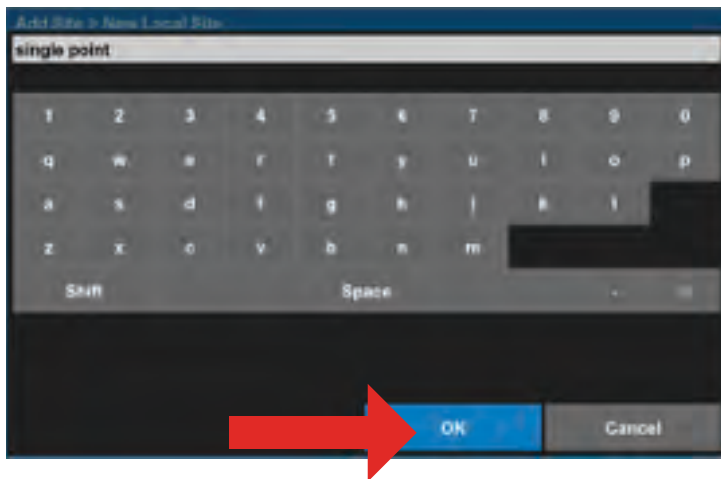 Add Site > New Local Site
single point
1 2 3 4 5 6 7 8 9 0
q w e r t y u i o p
a s d f g h j k l
z x c v b n m
Shift Space -
OK Cancel